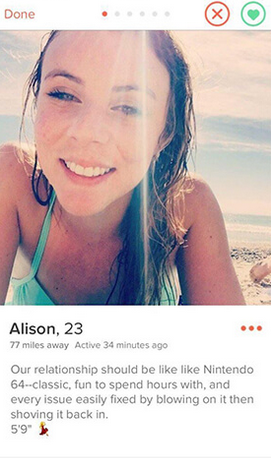 Done
Alison, 23
77 miles away Active 34 minutes ago
Our relationship should be like like Nintendo
64--classic, fun to spend hours with, and
every issue easily fixed by blowing on it then
shoving it back in.
5'9" 💃